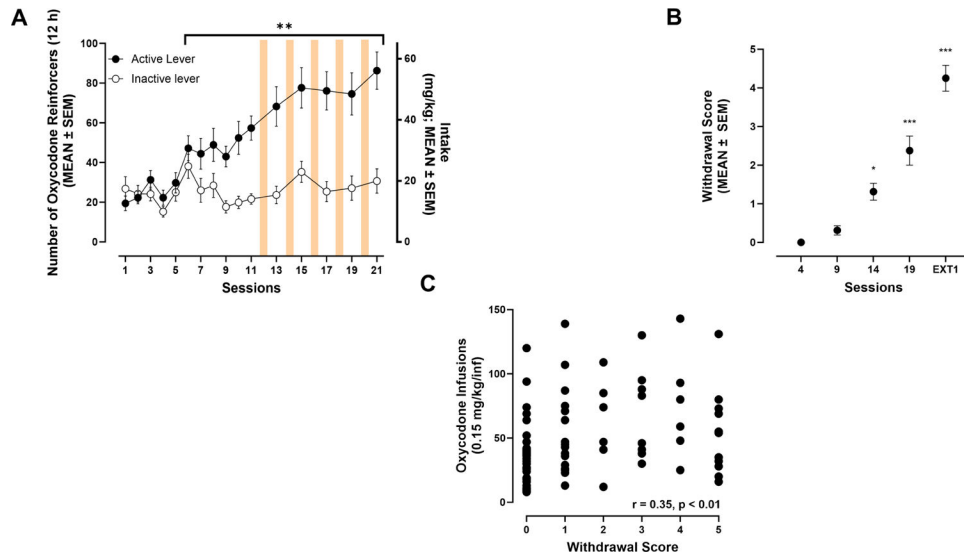 A
Number of Oxycodone Reinforcers (12 h)
(MEAN ± SEM)
100
80
60
40
20
0
**
Active Lever
Inactive lever
60
40
20
0
Intake
(mg/kg; MEAN ± SEM)
1 3 5 7 9 11 13 15 17 19 21
Sessions
B
Withdrawal Score
(MEAN ± SEM)
5
4
3
2
1
0
*
***
***
4 9 14 19 EXT1
Sessions
C
Oxycodone Infusions
(0.15 mg/kg/inf)
150
100
50
0
r = 0.35, p < 0.01
0 1 2 3 4 5
Withdrawal Score